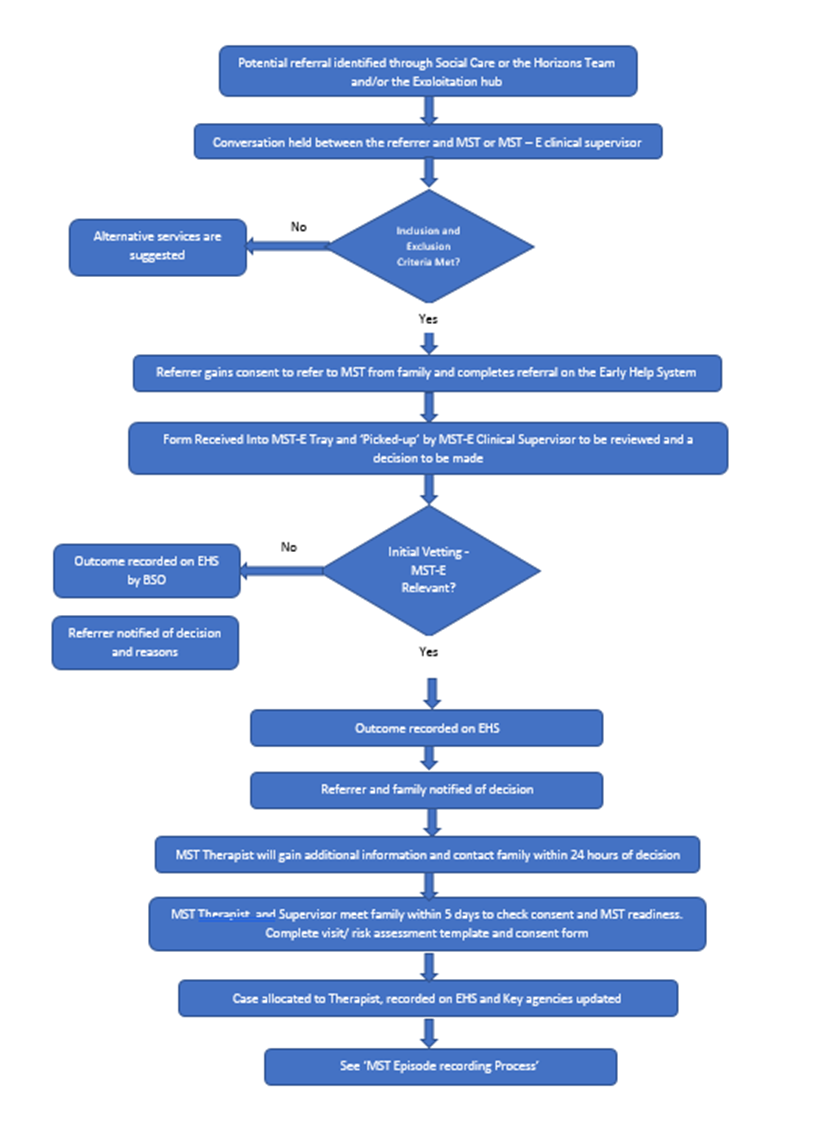 Potential referral identified through Social Care or the Horizons Team
and/or the Exploitation hub
Conversation held between the referrer and MST or MST – E clinical supervisor
Inclusion and
Exclusion
Criteria Met?
No
Alternative services are
suggested
Yes
Referrer gains consent to refer to MST from family and completes referral on the Early Help System
Form Received Into MST-E Tray and 'Picked-up' by MST-E Clinical Supervisor to be reviewed and a
decision to be made
Initial Vetting -
MST-E
Relevant?
No
Outcome recorded on EHS
by BSO
Referrer notified of decision
and reasons
Yes
Outcome recorded on EHS
Referrer and family notified of decision
MST Therapist will gain additional information and contact family within 24 hours of decision
MST Therapist and Supervisor meet family within 5 days to check consent and MST readiness.
Complete visit/ risk assessment template and consent form
Case allocated to Therapist, recorded on EHS and Key agencies updated
See 'MST Episode recording Process'